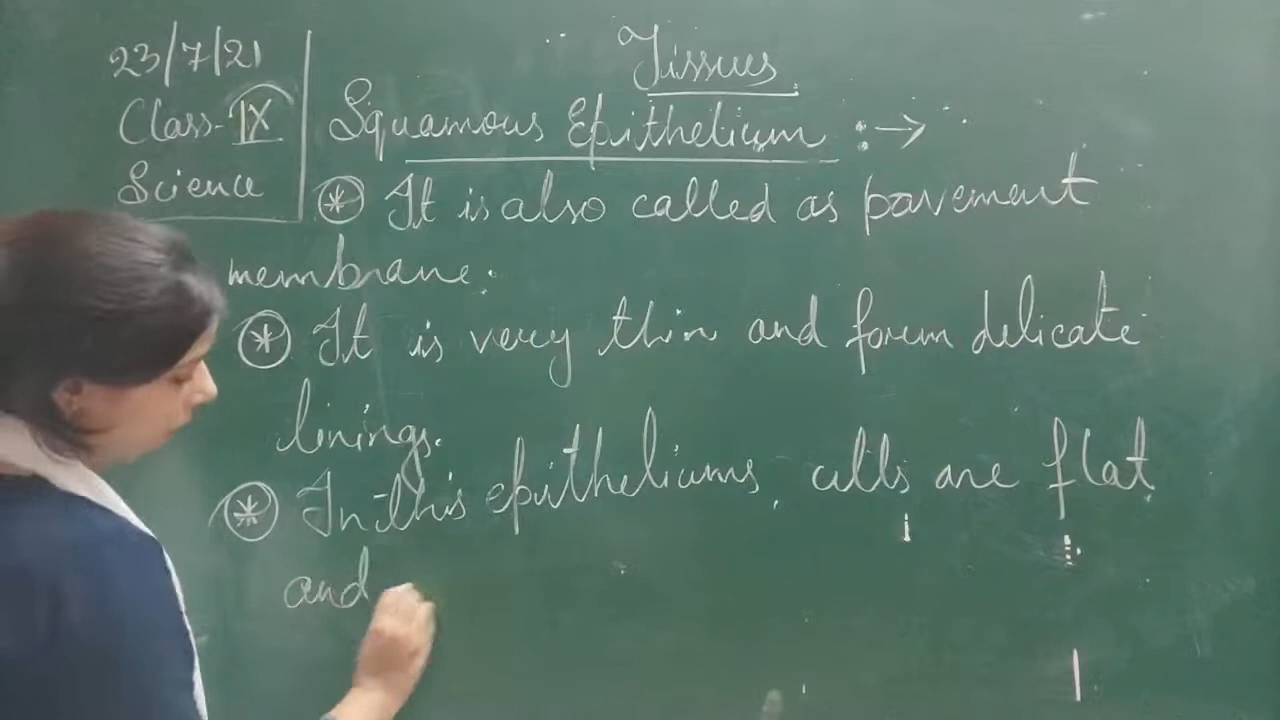 23/7/21
Class-IX
Science
Tissues
Squamous Epithelium :→
* It is also called as pavement
membrane.
* It is very thin and form delicate
linings.
* In this epitheliums, cells are flat
and